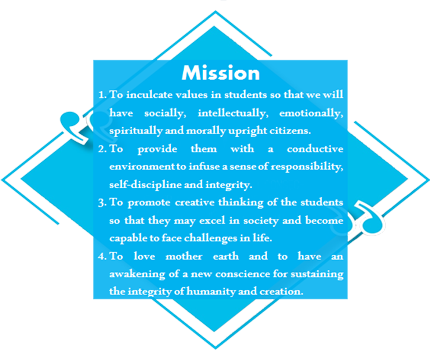 Mission
1. To inculcate values in students so that we will
have socially, intellectually, emotionally,
spiritually and morally upright citizens.
2. To provide them with a conductive
environment to infuse a sense of responsibility,
self-discipline and integrity.
3. To promote creative thinking of the students
so that they may excel in society and become
capable to face challenges in life.
4. To love mother earth and to have an
awakening of a new conscience for sustaining
the integrity of humanity and creation.